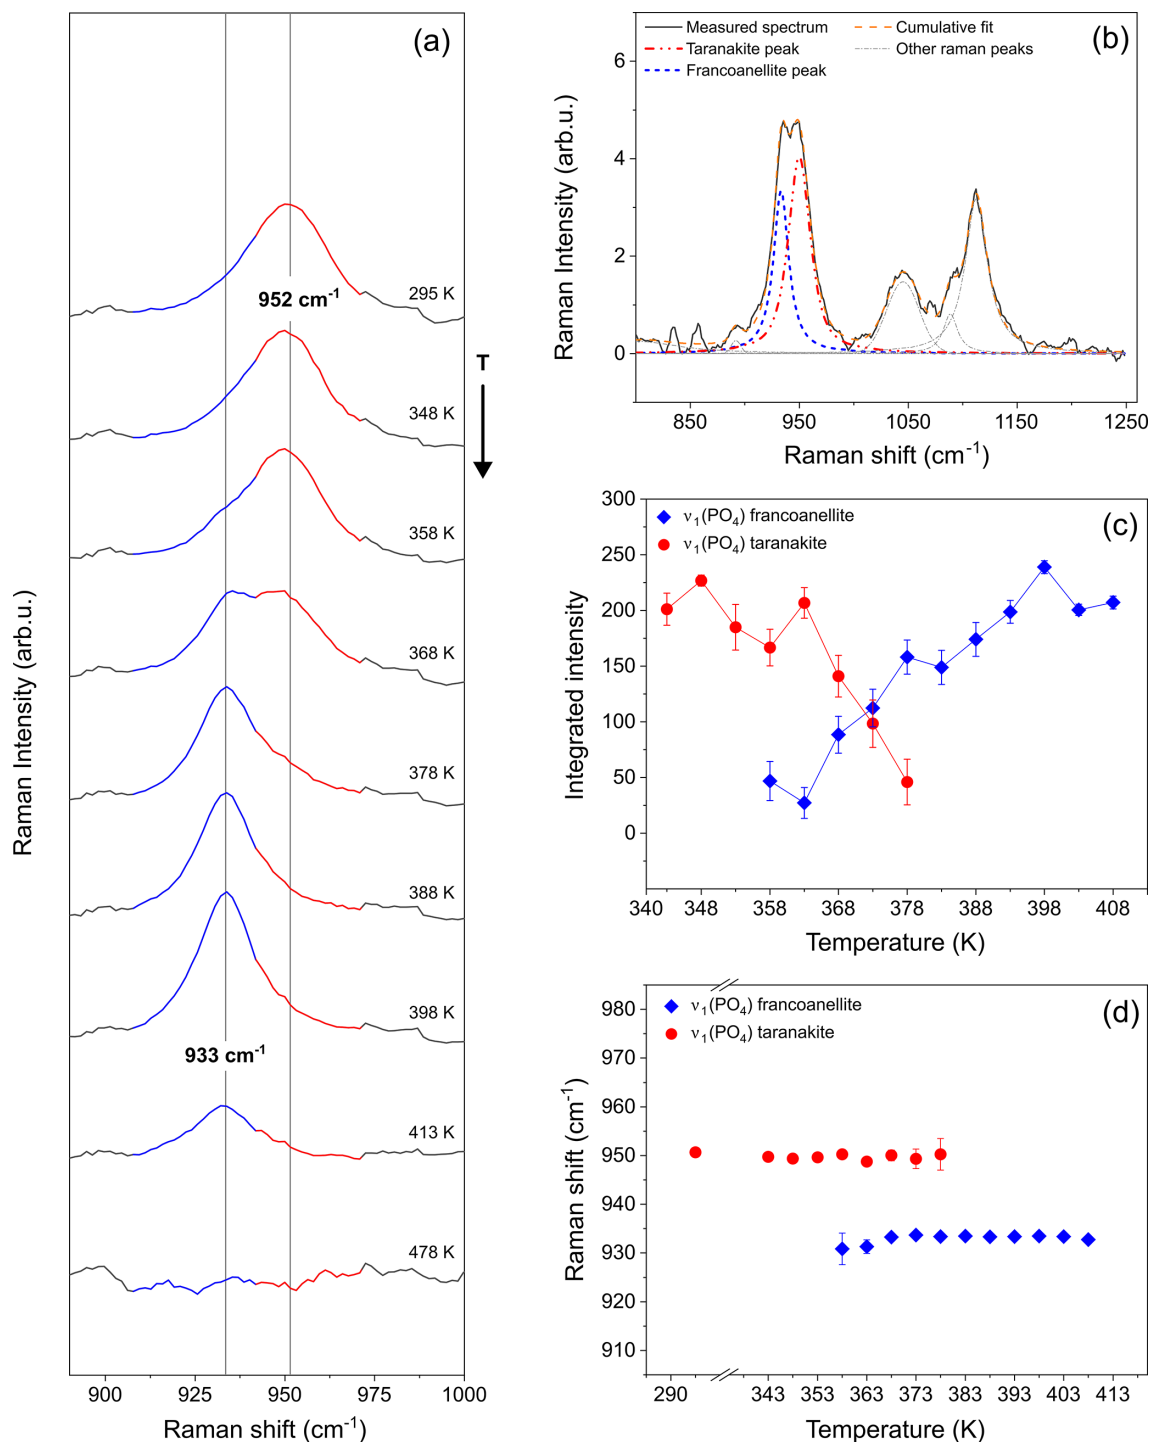 (a)
952 cm-1
295 K
T
348 K
358 K
368 K
378 K
388 K
398 K
933 cm-1
413 K
478 K
Raman Intensity (arb.u.)
900 925 950 975 1000
Raman shift (cm-1)
(b)
Measured spectrum
Taranakite peak
Francoanellite peak
Cumulative fit
Other raman peaks
Raman Intensity (arb.u.)
6
4
2
0
850 950 1050 1150 1250
Raman shift (cm-1)
(c)
ν1(PO4) francoanellite
ν1(PO4) taranakite
Integrated intensity
300
250
200
150
100
50
0
340 348 358 368 378 388 398 408
Temperature (K)
(d)
ν1(PO4) francoanellite
ν1(PO4) taranakite
Raman shift (cm-1)
980
970
960
950
940
930
920
910
290 343 353 363 373 383 393 403 413
Temperature (K)